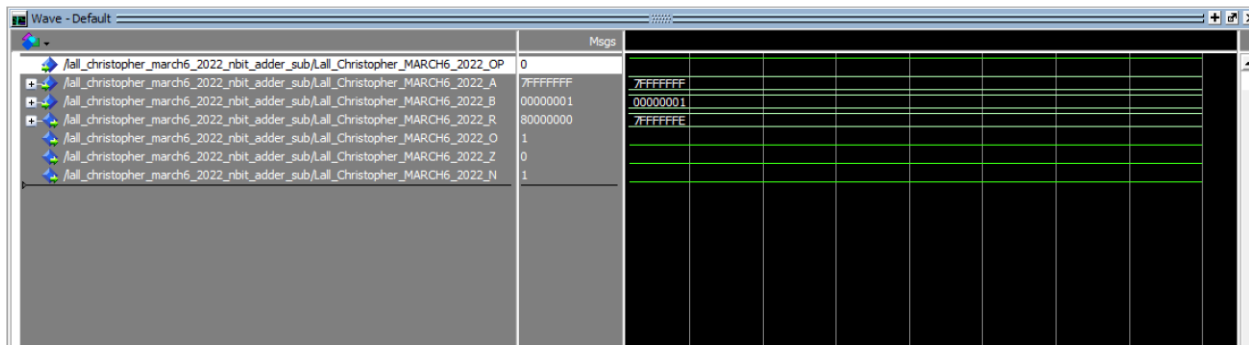 Wave - Default
Msgs
/lall_christopher_march6_2022_nbit_adder_sub/Lall_Christopher_MARCH6_2022_OP 0
/lall_christopher_march6_2022_nbit_adder_sub/Lall_Christopher_MARCH6_2022_A 7FFFFFFF 7FFFFFFF
/lall_christopher_march6_2022_nbit_adder_sub/Lall_Christopher_MARCH6_2022_B 00000001 00000001
/lall_christopher_march6_2022_nbit_adder_sub/Lall_Christopher_MARCH6_2022_R 80000000 7FFFFFFE
/lall_christopher_march6_2022_nbit_adder_sub/Lall_Christopher_MARCH6_2022_O 1
/lall_christopher_march6_2022_nbit_adder_sub/Lall_Christopher_MARCH6_2022_Z 0
/lall_christopher_march6_2022_nbit_adder_sub/Lall_Christopher_MARCH6_2022_N 1